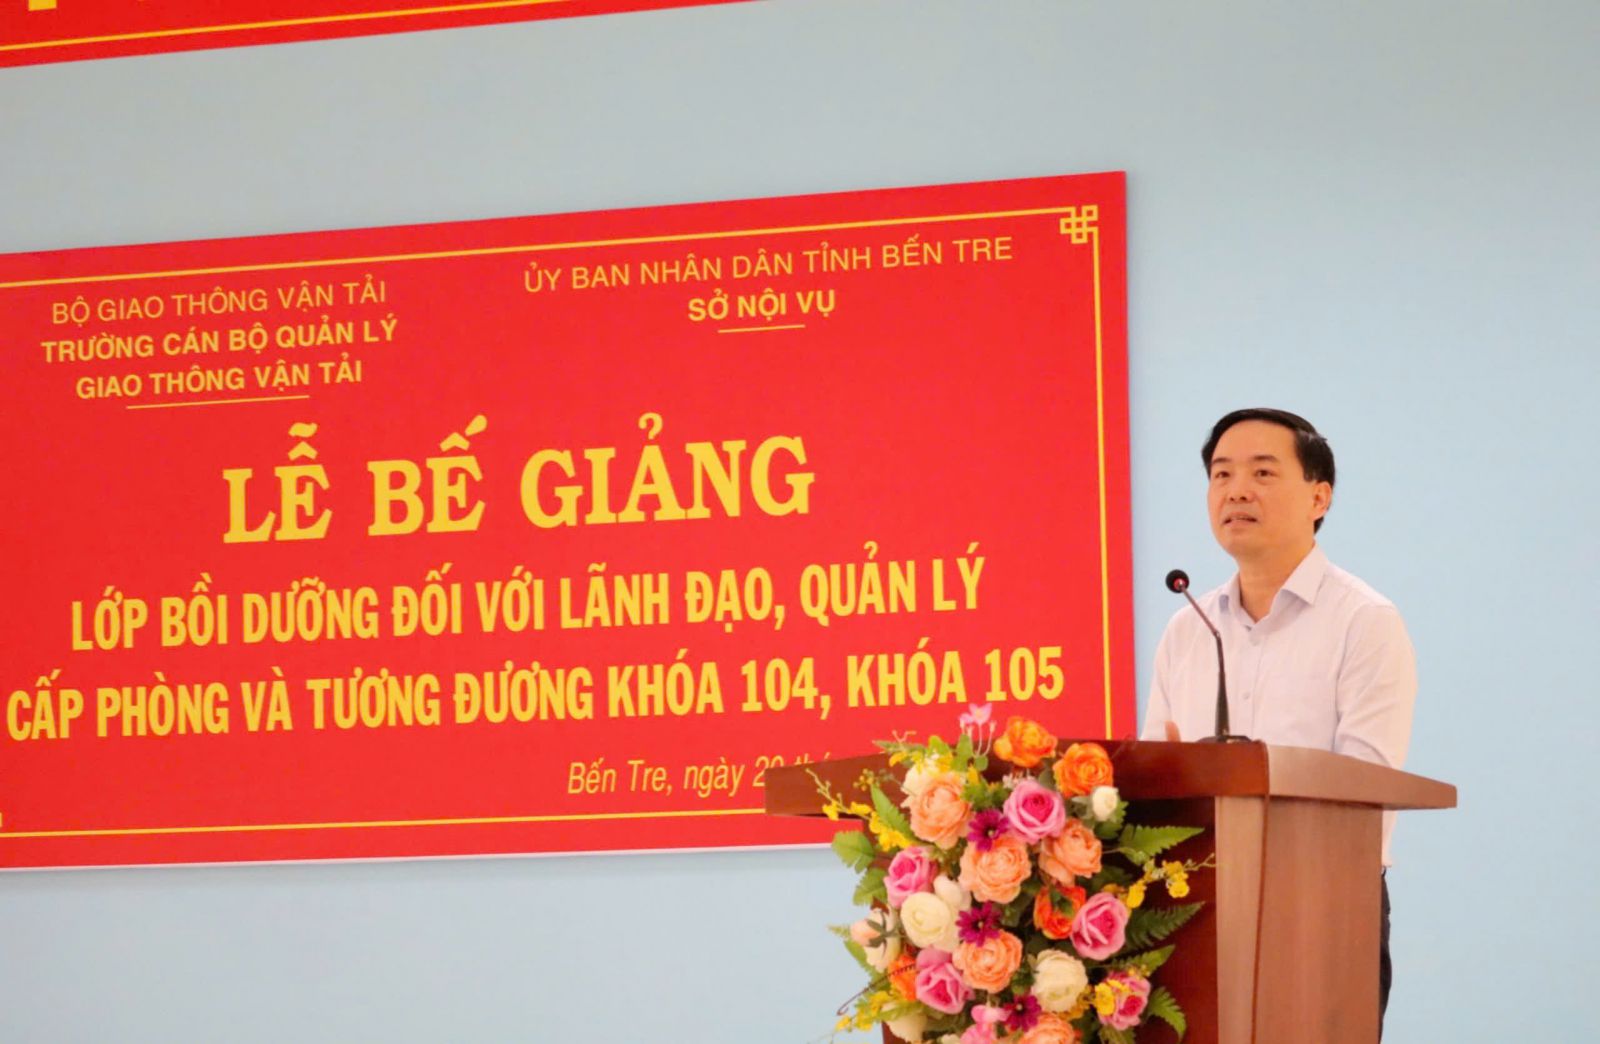 BỘ GIAO THÔNG VẬN TẢI
TRƯỜNG CÁN BỘ QUẢN LÝ
GIAO THÔNG VẬN TẢI
ỦY BAN NHÂN DÂN TỈNH BẾN TRE
SỞ NỘI VỤ
LỄ BẾ GIẢNG
LỚP BỒI DƯỠNG ĐỐI VỚI LÃNH ĐẠO, QUẢN LÝ
CẤP PHÒNG VÀ TƯƠNG ĐƯƠNG KHÓA 104, KHÓA 105
Bến Tre, ngày